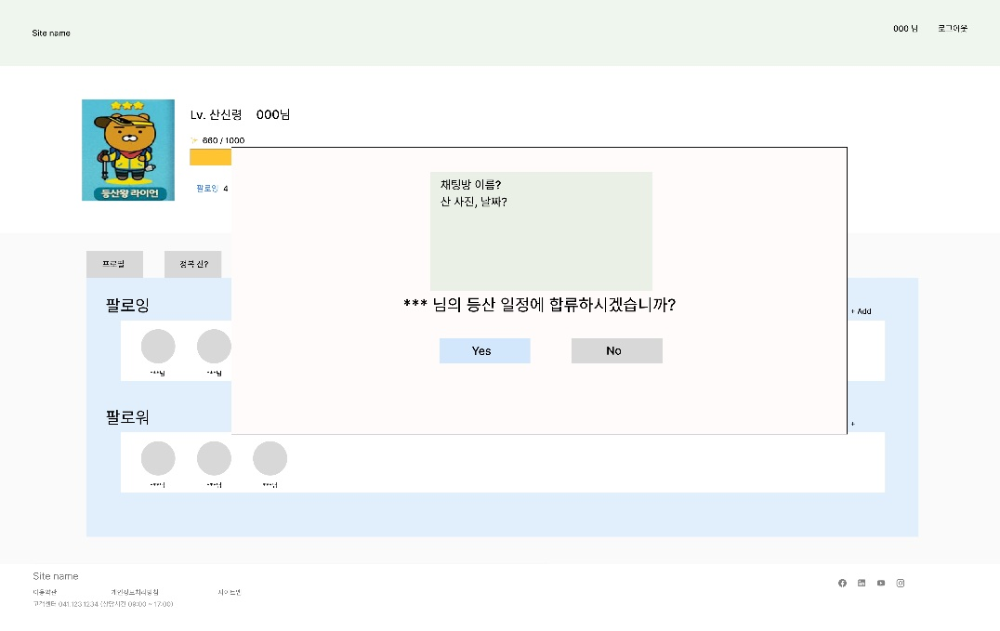 Site name
000 님
로그아웃
Lv. 산신령 000님
660 / 1000
등산왕 라이언
팔로잉 4
채팅방 이름?
산 사진, 날짜?
*** 님의 등산 일정에 합류하시겠습니까?
Yes
No
프로필
정복 산?
팔로잉
+ Add
***님
***님
팔로워
+
***님
***님
***님
Site name
이용약관
개인정보처리방침
사이트맵
고객센터 041.123.1234 (상담시간 09:00 ~ 17:00)